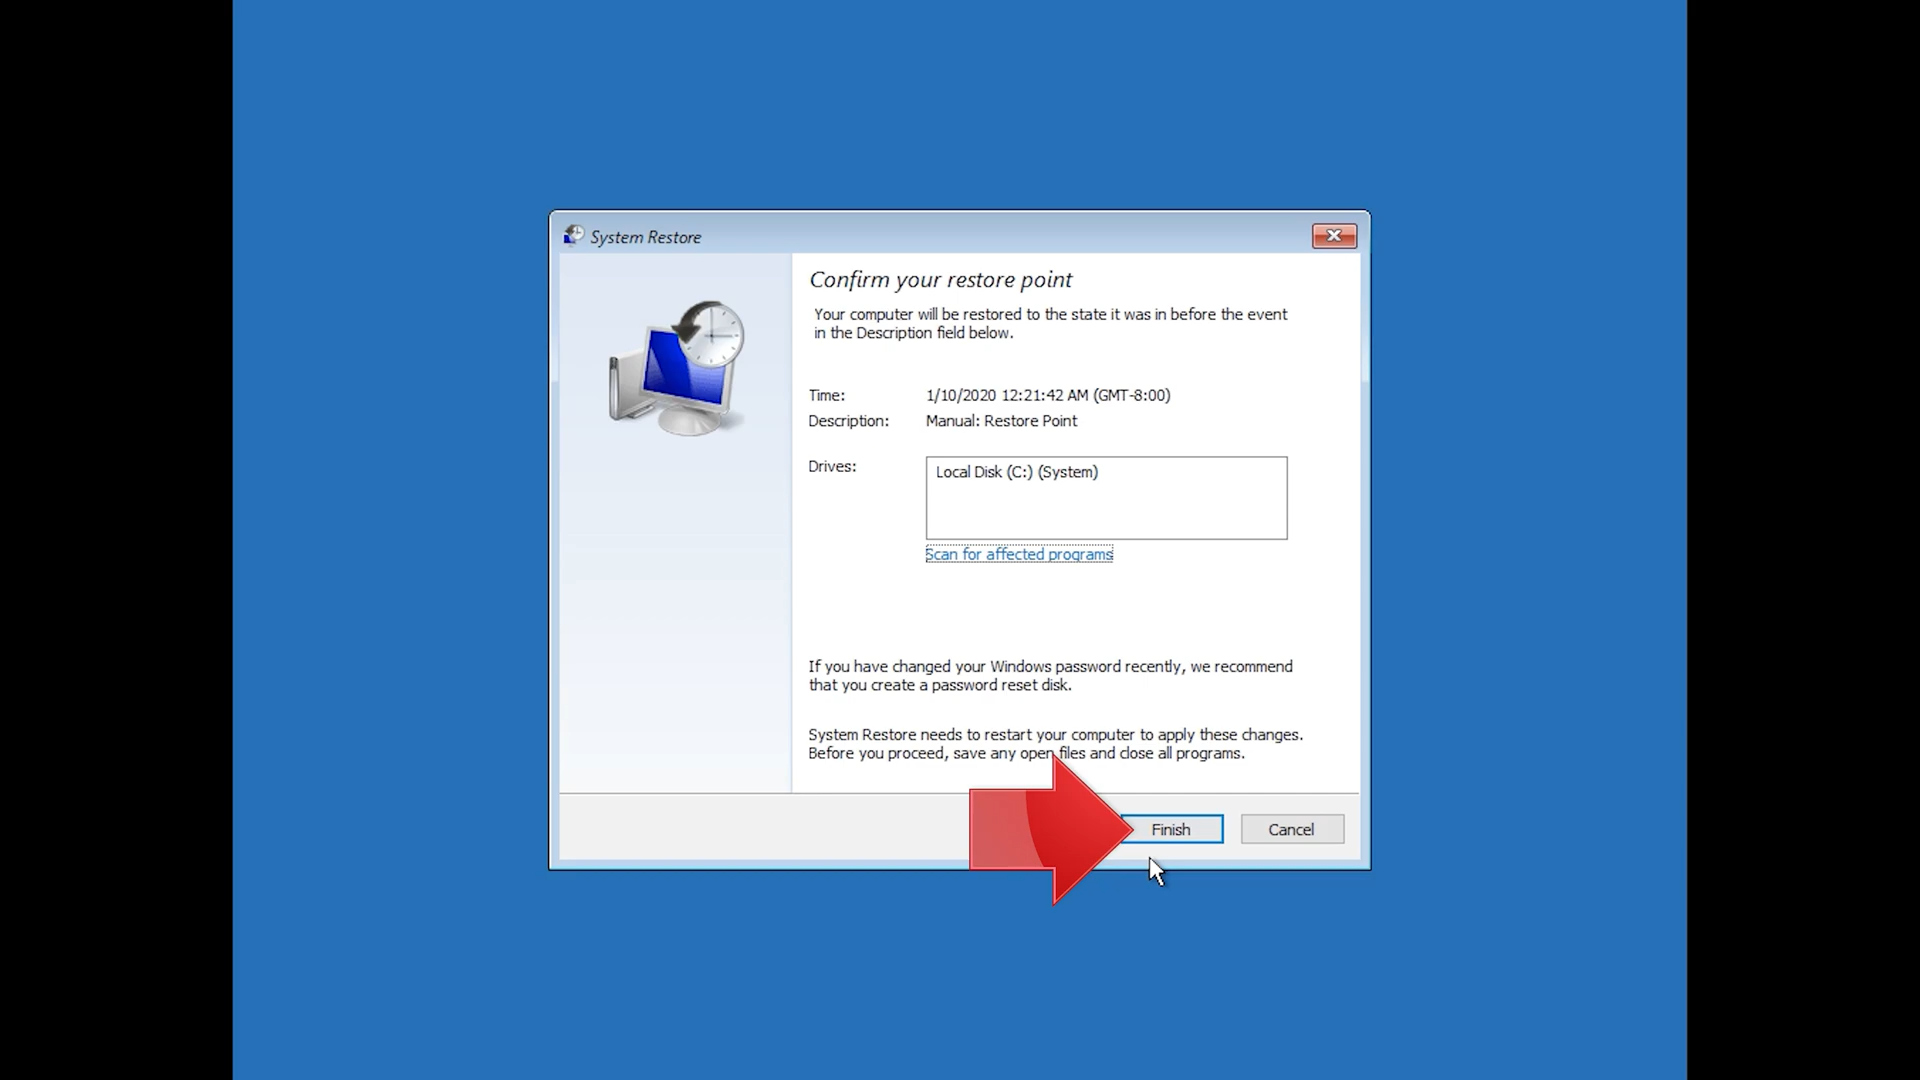 System Restore
Confirm your restore point
Your computer will be restored to the state it was in before the event
in the Description field below.
Time: 1/10/2020 12:21:42 AM (GMT-8:00)
Description: Manual: Restore Point
Drives: Local Disk (C:) (System)
Scan for affected programs
If you have changed your Windows password recently, we recommend
that you create a password reset disk.
System Restore needs to restart your computer to apply these changes.
Before you proceed, save any open files and close all programs.
Finish Cancel